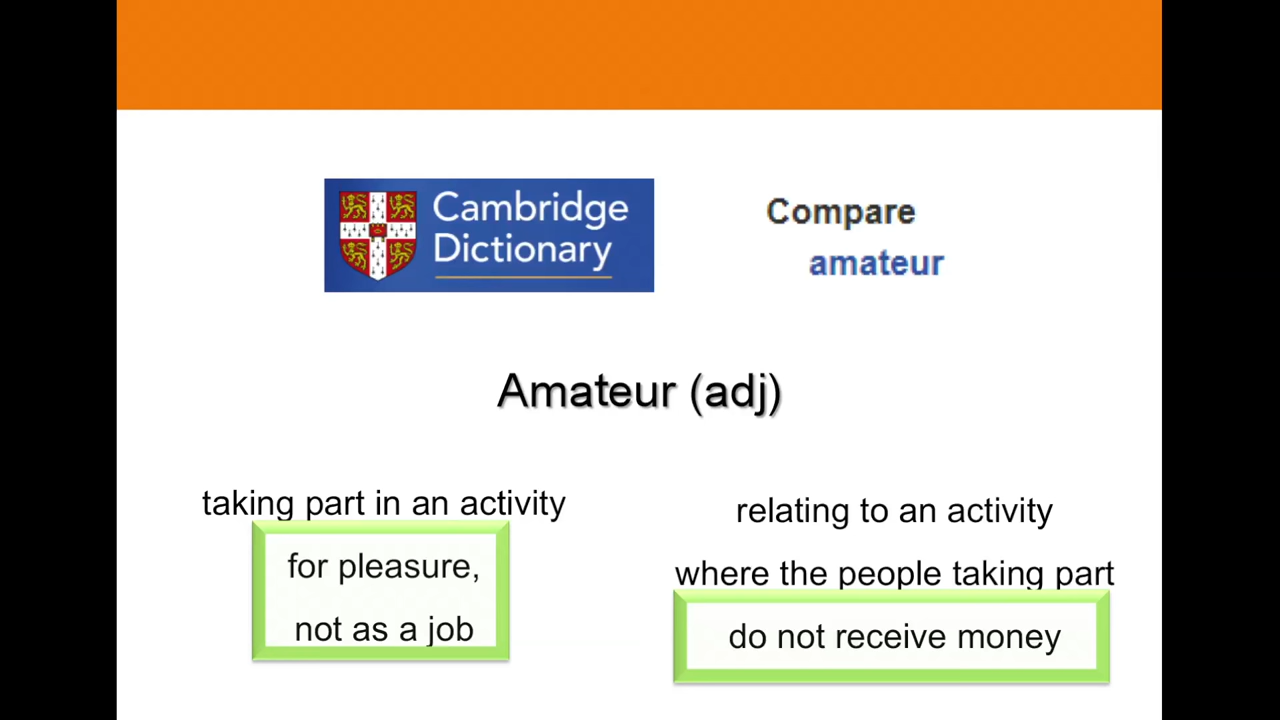 Cambridge
Dictionary
Compare
amateur
Amateur (adj)
taking part in an activity
for pleasure,
not as a job
relating to an activity
where the people taking part
do not receive money